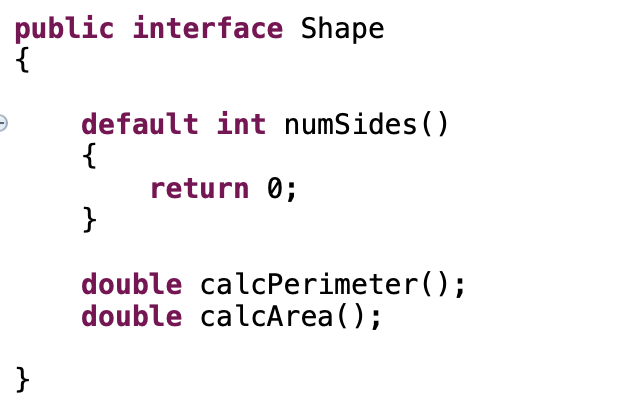 public interface Shape
{
default int numSides()
{
return 0;
}
double calcPerimeter();
double calcArea();
}